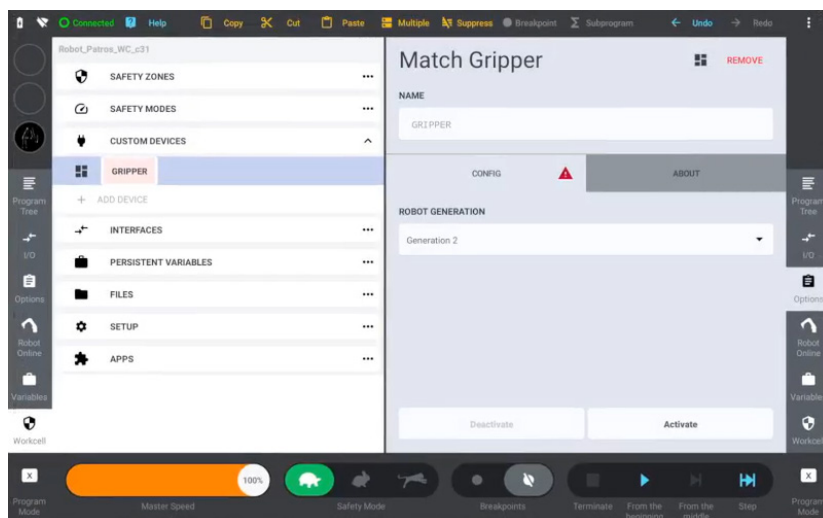 Connected
Help
Copy
Cut
Paste
Multiple
Suppress
Breakpoint
Subprogram
Undo
Redo
Robot_Patros_WC_c31
SAFETY ZONES
SAFETY MODES
CUSTOM DEVICES
GRIPPER
ADD DEVICE
INTERFACES
PERSISTENT VARIABLES
FILES
SETUP
APPS
Match Gripper
REMOVE
NAME
GRIPPER
CONFIG
ABOUT
ROBOT GENERATION
Generation 2
Deactivate
Activate
Program
Tree
I/O
Options
Robot
Online
Variables
Workcell
Program
Tree
I/O
Options
Robot
Online
Variable
Workcel
X
Program
Mode
100%
Master Speed
Safety Mode
Breakpoints
Terminate
From the
beginning
From the
middle
Step
X
Program
Mode